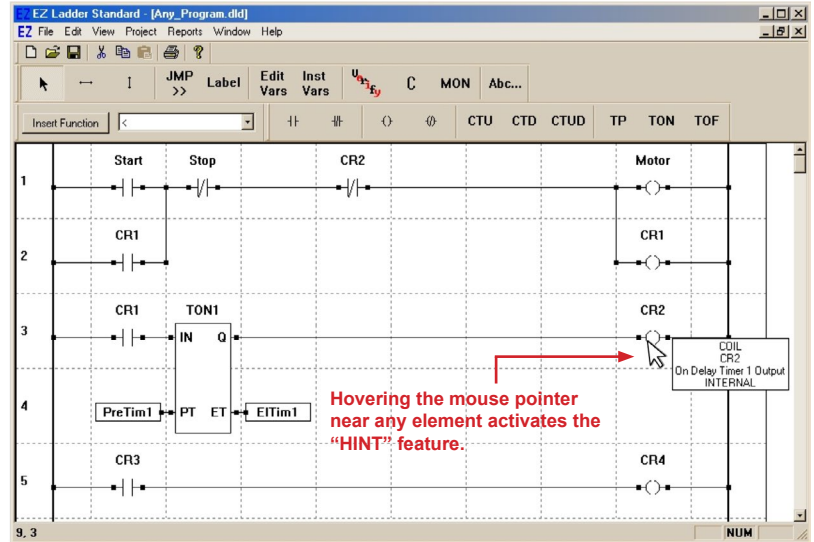 EZ EZ Ladder Standard - [Any_Program.dld]
EZ File Edit View Project Reports Window Help
JMP >> Label Edit Vars Inst Vars Verify C MON Abc...
Insert Function < CTU CTD CTUD TP TON TOF
Start Stop CR2 Motor
1
CR1 CR1
2
CR1 TON1 CR2
3 IN Q
COIL
CR2
On Delay Timer 1 Output
INTERNAL
Hovering the mouse pointer
near any element activates the
“HINT” feature.
4 PreTim1 PT ET ElTim1
CR3 CR4
5
9, 3 NUM